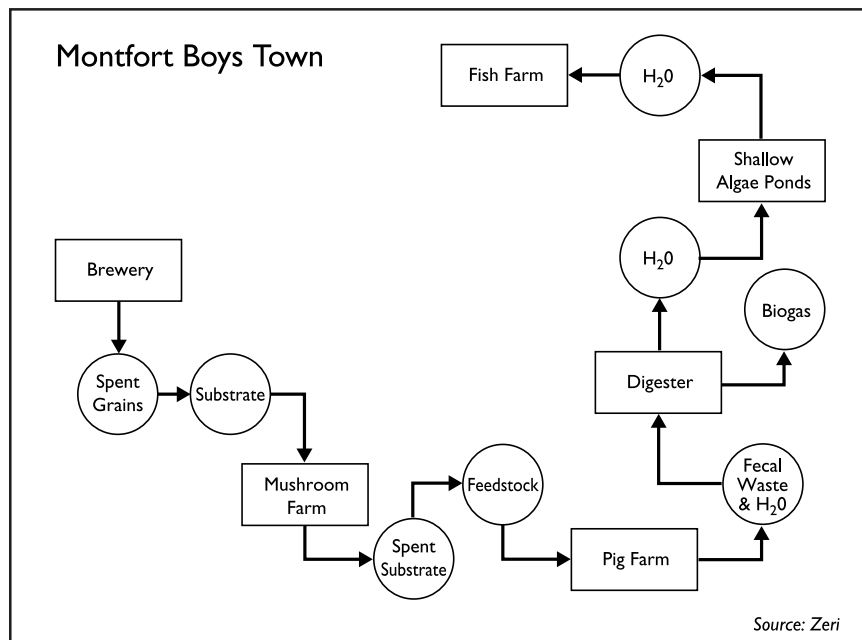 Montfort Boys Town
Fish Farm
H₂0
Shallow
Algae Ponds
H₂0
Biogas
Brewery
Spent
Grains
Substrate
Digester
Mushroom
Farm
Feedstock
Fecal
Waste
& H₂0
Spent
Substrate
Pig Farm
Source: Zeri